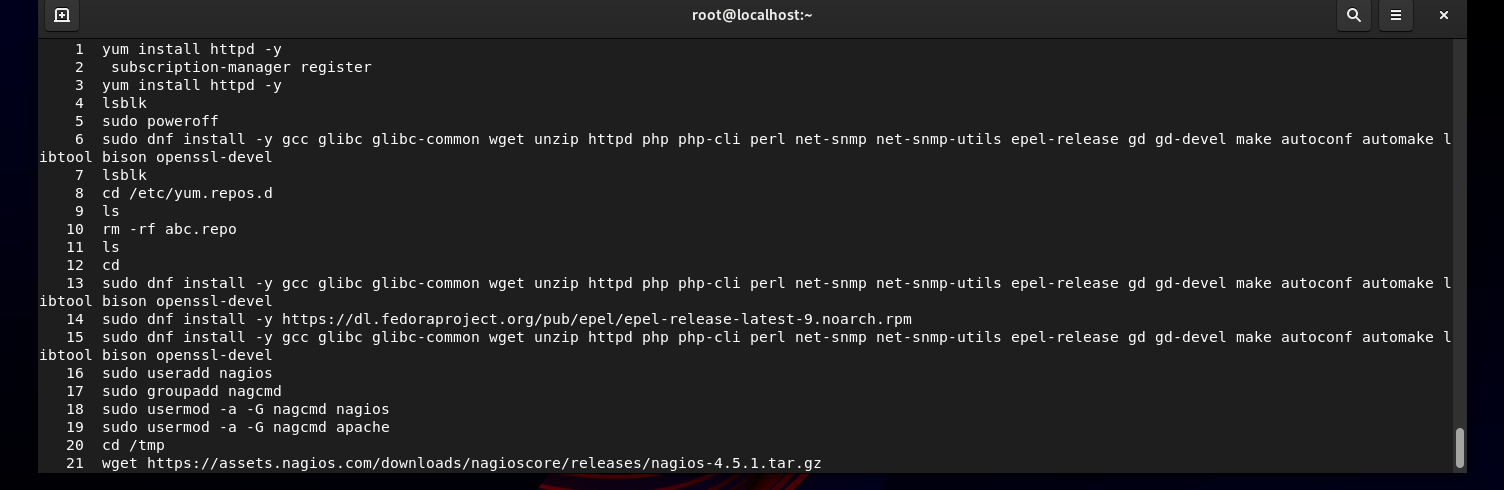 root@localhost:~
1 yum install httpd -y
2 subscription-manager register
3 yum install httpd -y
4 lsblk
5 sudo poweroff
6 sudo dnf install -y gcc glibc glibc-common wget unzip httpd php php-cli perl net-snmp net-snmp-utils epel-release gd gd-devel make autoconf automake l
ibtool bison openssl-devel
7 lsblk
8 cd /etc/yum.repos.d
9 ls
10 rm -rf abc.repo
11 ls
12 cd
13 sudo dnf install -y gcc glibc glibc-common wget unzip httpd php php-cli perl net-snmp net-snmp-utils epel-release gd gd-devel make autoconf automake l
ibtool bison openssl-devel
14 sudo dnf install -y https://dl.fedoraproject.org/pub/epel/epel-release-latest-9.noarch.rpm
15 sudo dnf install -y gcc glibc glibc-common wget unzip httpd php php-cli perl net-snmp net-snmp-utils epel-release gd gd-devel make autoconf automake l
ibtool bison openssl-devel
16 sudo useradd nagios
17 sudo groupadd nagcmd
18 sudo usermod -a -G nagcmd nagios
19 sudo usermod -a -G nagcmd apache
20 cd /tmp
21 wget https://assets.nagios.com/downloads/nagioscore/releases/nagios-4.5.1.tar.gz